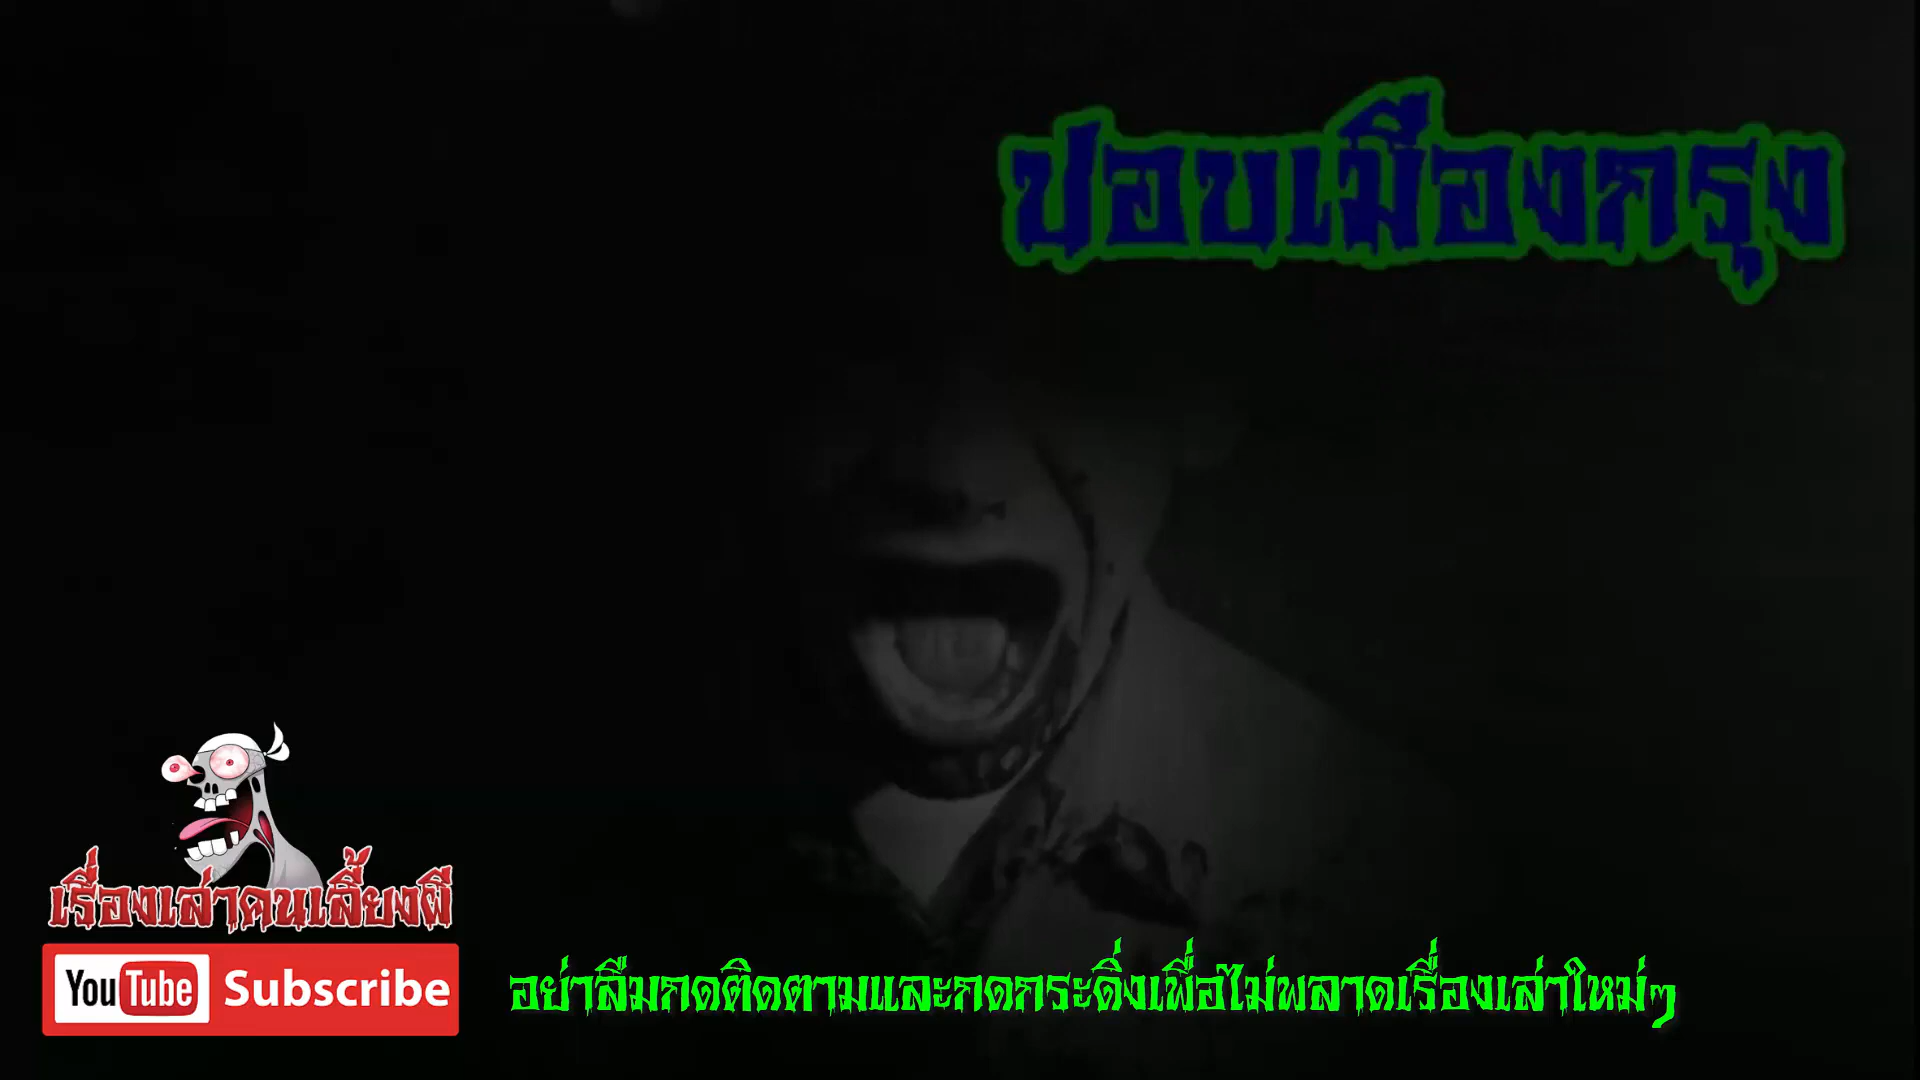 ปอบเมืองกรุง
เรื่องเล่าคนเลี้ยงผี
YouTube Subscribe
อย่าลืมกดติดตามและกดกระดิ่งเพื่อไม่พลาดเรื่องเล่าใหม่ๆ